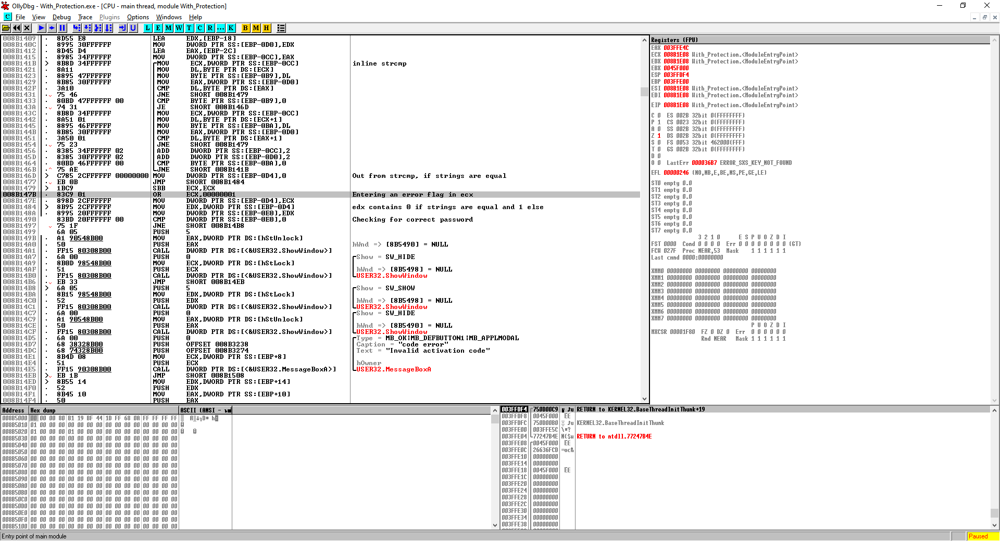 OllyDbg - With_Protection.exe - [CPU - main thread, module With_Protection]
C File View Debug Trace Plugins Options Windows Help
L E M W T C R ... K B M H
008B1409 · 8D55 E8 LEA EDX,[EBP-18]
008B140C · 8995 30FFFFFF MOV DWORD PTR SS:[EBP-0D0],EDX
008B1412 · 8D45 D4 LEA EAX,[EBP-2C]
008B1415 · 8985 34FFFFFF MOV DWORD PTR SS:[EBP-0CC],EAX
008B141B > 8B8D 34FFFFFF MOV ECX,DWORD PTR SS:[EBP-0CC] inline strcmp
008B1421 · 8A11 MOV DL,BYTE PTR DS:[ECX]
008B1423 · 8895 47FFFFFF MOV BYTE PTR SS:[EBP-0B9],DL
008B1429 · 8B85 30FFFFFF MOV EAX,DWORD PTR SS:[EBP-0D0]
008B142F · 3A10 CMP DL,BYTE PTR DS:[EAX]
008B1431 · 75 46 JNE SHORT 008B1479
008B1433 · 80BD 47FFFFFF 00 CMP BYTE PTR SS:[EBP-0B9],0
008B143A · 74 31 JE SHORT 008B146D
008B143C · 8B8D 34FFFFFF MOV ECX,DWORD PTR SS:[EBP-0CC]
008B1442 · 8A51 01 MOV DL,BYTE PTR DS:[ECX+1]
008B1445 · 8895 46FFFFFF MOV BYTE PTR SS:[EBP-0BA],DL
008B144B · 8B85 30FFFFFF MOV EAX,DWORD PTR SS:[EBP-0D0]
008B1451 · 3A50 01 CMP DL,BYTE PTR DS:[EAX+1]
008B1454 · 75 23 JNE SHORT 008B1479
008B1456 · 8385 34FFFFFF 02 ADD DWORD PTR SS:[EBP-0CC],2
008B145D · 8385 30FFFFFF 02 ADD DWORD PTR SS:[EBP-0D0],2
008B1464 · 80BD 46FFFFFF 00 CMP BYTE PTR SS:[EBP-0BA],0
008B146B · 75 AE JNE SHORT 008B141B
008B146D > C785 2CFFFFFF 00000000 MOV DWORD PTR SS:[EBP-0D4],0 Out from strcmp, if strings are equal
008B1477 · EB 0B JMP SHORT 008B1484
008B1479 > 1BC9 SBB ECX,ECX
008B147B · 83C9 01 OR ECX,00000001 Entering an error flag in ecx
008B147E · 898D 2CFFFFFF MOV DWORD PTR SS:[EBP-0D4],ECX
008B1484 > 8B95 2CFFFFFF MOV EDX,DWORD PTR SS:[EBP-0D4] edx contains 0 if strings are equal and 1 else
008B148A · 8995 20FFFFFF MOV DWORD PTR SS:[EBP-0E0],EDX
008B1490 83BD 20FFFFFF 00 CMP DWORD PTR SS:[EBP-0E0],0 Checking for correct password
008B1497 75 1F JNE SHORT 008B14B8
008B1499 6A 05 PUSH 5
008B149B · A1 90548B00 MOV EAX,DWORD PTR DS:[hStUnlock]
008B14A0 · 50 PUSH EAX hWnd => [8B5490] = NULL
008B14A1 · FF15 80308B00 CALL DWORD PTR DS:[<&USER32.ShowWindow>]
008B14A7 · 6A 00 PUSH 0 Show = SW_HIDE
008B14A9 · 8B0D 98548B00 MOV ECX,DWORD PTR DS:[hStLock]
008B14AF · 51 PUSH ECX hWnd => [8B5498] = NULL
008B14B0 · FF15 80308B00 CALL DWORD PTR DS:[<&USER32.ShowWindow>] USER32.ShowWindow
008B14B6 · EB 33 JMP SHORT 008B14EB
008B14B8 > 6A 05 PUSH 5 Show = SW_SHOW
008B14BA · 8B15 98548B00 MOV EDX,DWORD PTR DS:[hStLock]
008B14C0 · 52 PUSH EDX hWnd => [8B5498] = NULL
008B14C1 · FF15 80308B00 CALL DWORD PTR DS:[<&USER32.ShowWindow>] USER32.ShowWindow
008B14C7 · 6A 00 PUSH 0 Show = SW_HIDE
008B14C9 · A1 90548B00 MOV EAX,DWORD PTR DS:[hStUnlock]
008B14CE · 50 PUSH EAX hWnd => [8B5490] = NULL
008B14CF · FF15 80308B00 CALL DWORD PTR DS:[<&USER32.ShowWindow>] USER32.ShowWindow
008B14D5 · 6A 00 PUSH 0 Type = MB_OK|MB_DEFBUTTON1|MB_APPLMODAL
008B14D7 · 68 38328B00 PUSH OFFSET 008B3238 Caption = "code error"
008B14DC · 68 74328B00 PUSH OFFSET 008B3274 Text = "Invalid activation code"
008B14E1 · 8B4D 08 MOV ECX,DWORD PTR SS:[EBP+8]
008B14E4 · 51 PUSH ECX hOwner
008B14E5 · FF15 90308B00 CALL DWORD PTR DS:[<&USER32.MessageBoxA>] USER32.MessageBoxA
008B14EB > EB 1B JMP SHORT 008B1508
008B14ED > 8B55 14 MOV EDX,DWORD PTR SS:[EBP+14]
008B14F0 · 52 PUSH EDX
008B14F1 · 8B45 10 MOV EAX,DWORD PTR SS:[EBP+10]
008B14F4 · 50 PUSH EAX
Registers (FPU)
EAX 003FFE4C
ECX 008B1E08 With_Protection.<ModuleEntryPoint>
EDX 008B1E08 With_Protection.<ModuleEntryPoint>
EBX 0045F000
ESP 003FFDF4
EBP 003FFE00
ESI 008B1E08 With_Protection.<ModuleEntryPoint>
EDI 008B1E08 With_Protection.<ModuleEntryPoint>
EIP 008B1E08 With_Protection.<ModuleEntryPoint>
C 0 ES 002B 32bit 0(FFFFFFFF)
P 1 CS 0023 32bit 0(FFFFFFFF)
A 0 SS 002B 32bit 0(FFFFFFFF)
Z 1 DS 002B 32bit 0(FFFFFFFF)
S 0 FS 0053 32bit 462000(FFF)
T 0 GS 002B 32bit 0(FFFFFFFF)
D 0
O 0 LastErr 000036B7 ERROR_SXS_KEY_NOT_FOUND
EFL 00000246 (NO,NB,E,BE,NS,PE,GE,LE)
ST0 empty 0.0
ST1 empty 0.0
ST2 empty 0.0
ST3 empty 0.0
ST4 empty 0.0
ST5 empty 0.0
ST6 empty 0.0
ST7 empty 0.0
3 2 1 0 E S P U O Z D I
FST 0000 Cond 0 0 0 0 Err 0 0 0 0 0 0 0 0 (GT)
FCW 027F Prec NEAR,53 Mask 1 1 1 1 1 1
Last cmnd 0000:00000000
XMM0 00000000 00000000 00000000 00000000
XMM1 00000000 00000000 00000000 00000000
XMM2 00000000 00000000 00000000 00000000
XMM3 00000000 00000000 00000000 00000000
XMM4 00000000 00000000 00000000 00000000
XMM5 00000000 00000000 00000000 00000000
XMM6 00000000 00000000 00000000 00000000
XMM7 00000000 00000000 00000000 00000000
P U O Z D I
MXCSR 00001F80 FZ 0 DZ 0 Err 0 0 0 0 0 0
Rnd NEAR Mask 1 1 1 1 1 1
Address Hex dump ASCII (ANSI -
008B5000 00 00 00 80 B1 19 BF 44 1D FF 68 0A FF FF FF FF
008B5010 01 00 00 00 00 00 00 00 00 00 00 00 00 00 00 00
008B5020 01 00 00 00 01 00 00 00 00 00 00 00 00 00 00 00
008B5030 00 00 00 00 00 00 00 00 00 00 00 00 00 00 00 00
008B5040 00 00 00 00 00 00 00 00 00 00 00 00 00 00 00 00
008B5050 00 00 00 00 00 00 00 00 00 00 00 00 00 00 00 00
008B5060 00 00 00 00 00 00 00 00 00 00 00 00 00 00 00 00
008B5070 00 00 00 00 00 00 00 00 00 00 00 00 00 00 00 00
008B5080 00 00 00 00 00 00 00 00 00 00 00 00 00 00 00 00
008B5090 00 00 00 00 00 00 00 00 00 00 00 00 00 00 00 00
008B50A0 00 00 00 00 00 00 00 00 00 00 00 00 00 00 00 00
008B50B0 00 00 00 00 00 00 00 00 00 00 00 00 00 00 00 00
008B50C0 00 00 00 00 00 00 00 00 00 00 00 00 00 00 00 00
008B50D0 00 00 00 00 00 00 00 00 00 00 00 00 00 00 00 00
008B50E0 00 00 00 00 00 00 00 00 00 00 00 00 00 00 00 00
008B50F0 00 00 00 00 00 00 00 00 00 00 00 00 00 00 00 00
008B5100 00 00 00 00 00 00 00 00 00 00 00 00 00 00 00 00
003FFDF4 750D00C9 RETURN to KERNEL32.BaseThreadInitThunk+19
003FFDF8 0045F000
003FFDFC 750D00B0 KERNEL32.BaseThreadInitThunk
003FFE00 003FFE5C
003FFE04 77247B4E RETURN to ntdll.77247B4E
003FFE08 0045F000
003FFE0C 26636FCD
003FFE10 00000000
003FFE14 00000000
003FFE18 0045F000
003FFE1C 00000000
003FFE20 00000000
003FFE24 00000000
003FFE28 00000000
003FFE2C 00000000
003FFE30 00000000
003FFE34 00000000
003FFE38 00000000
Entry point of main module
Paused